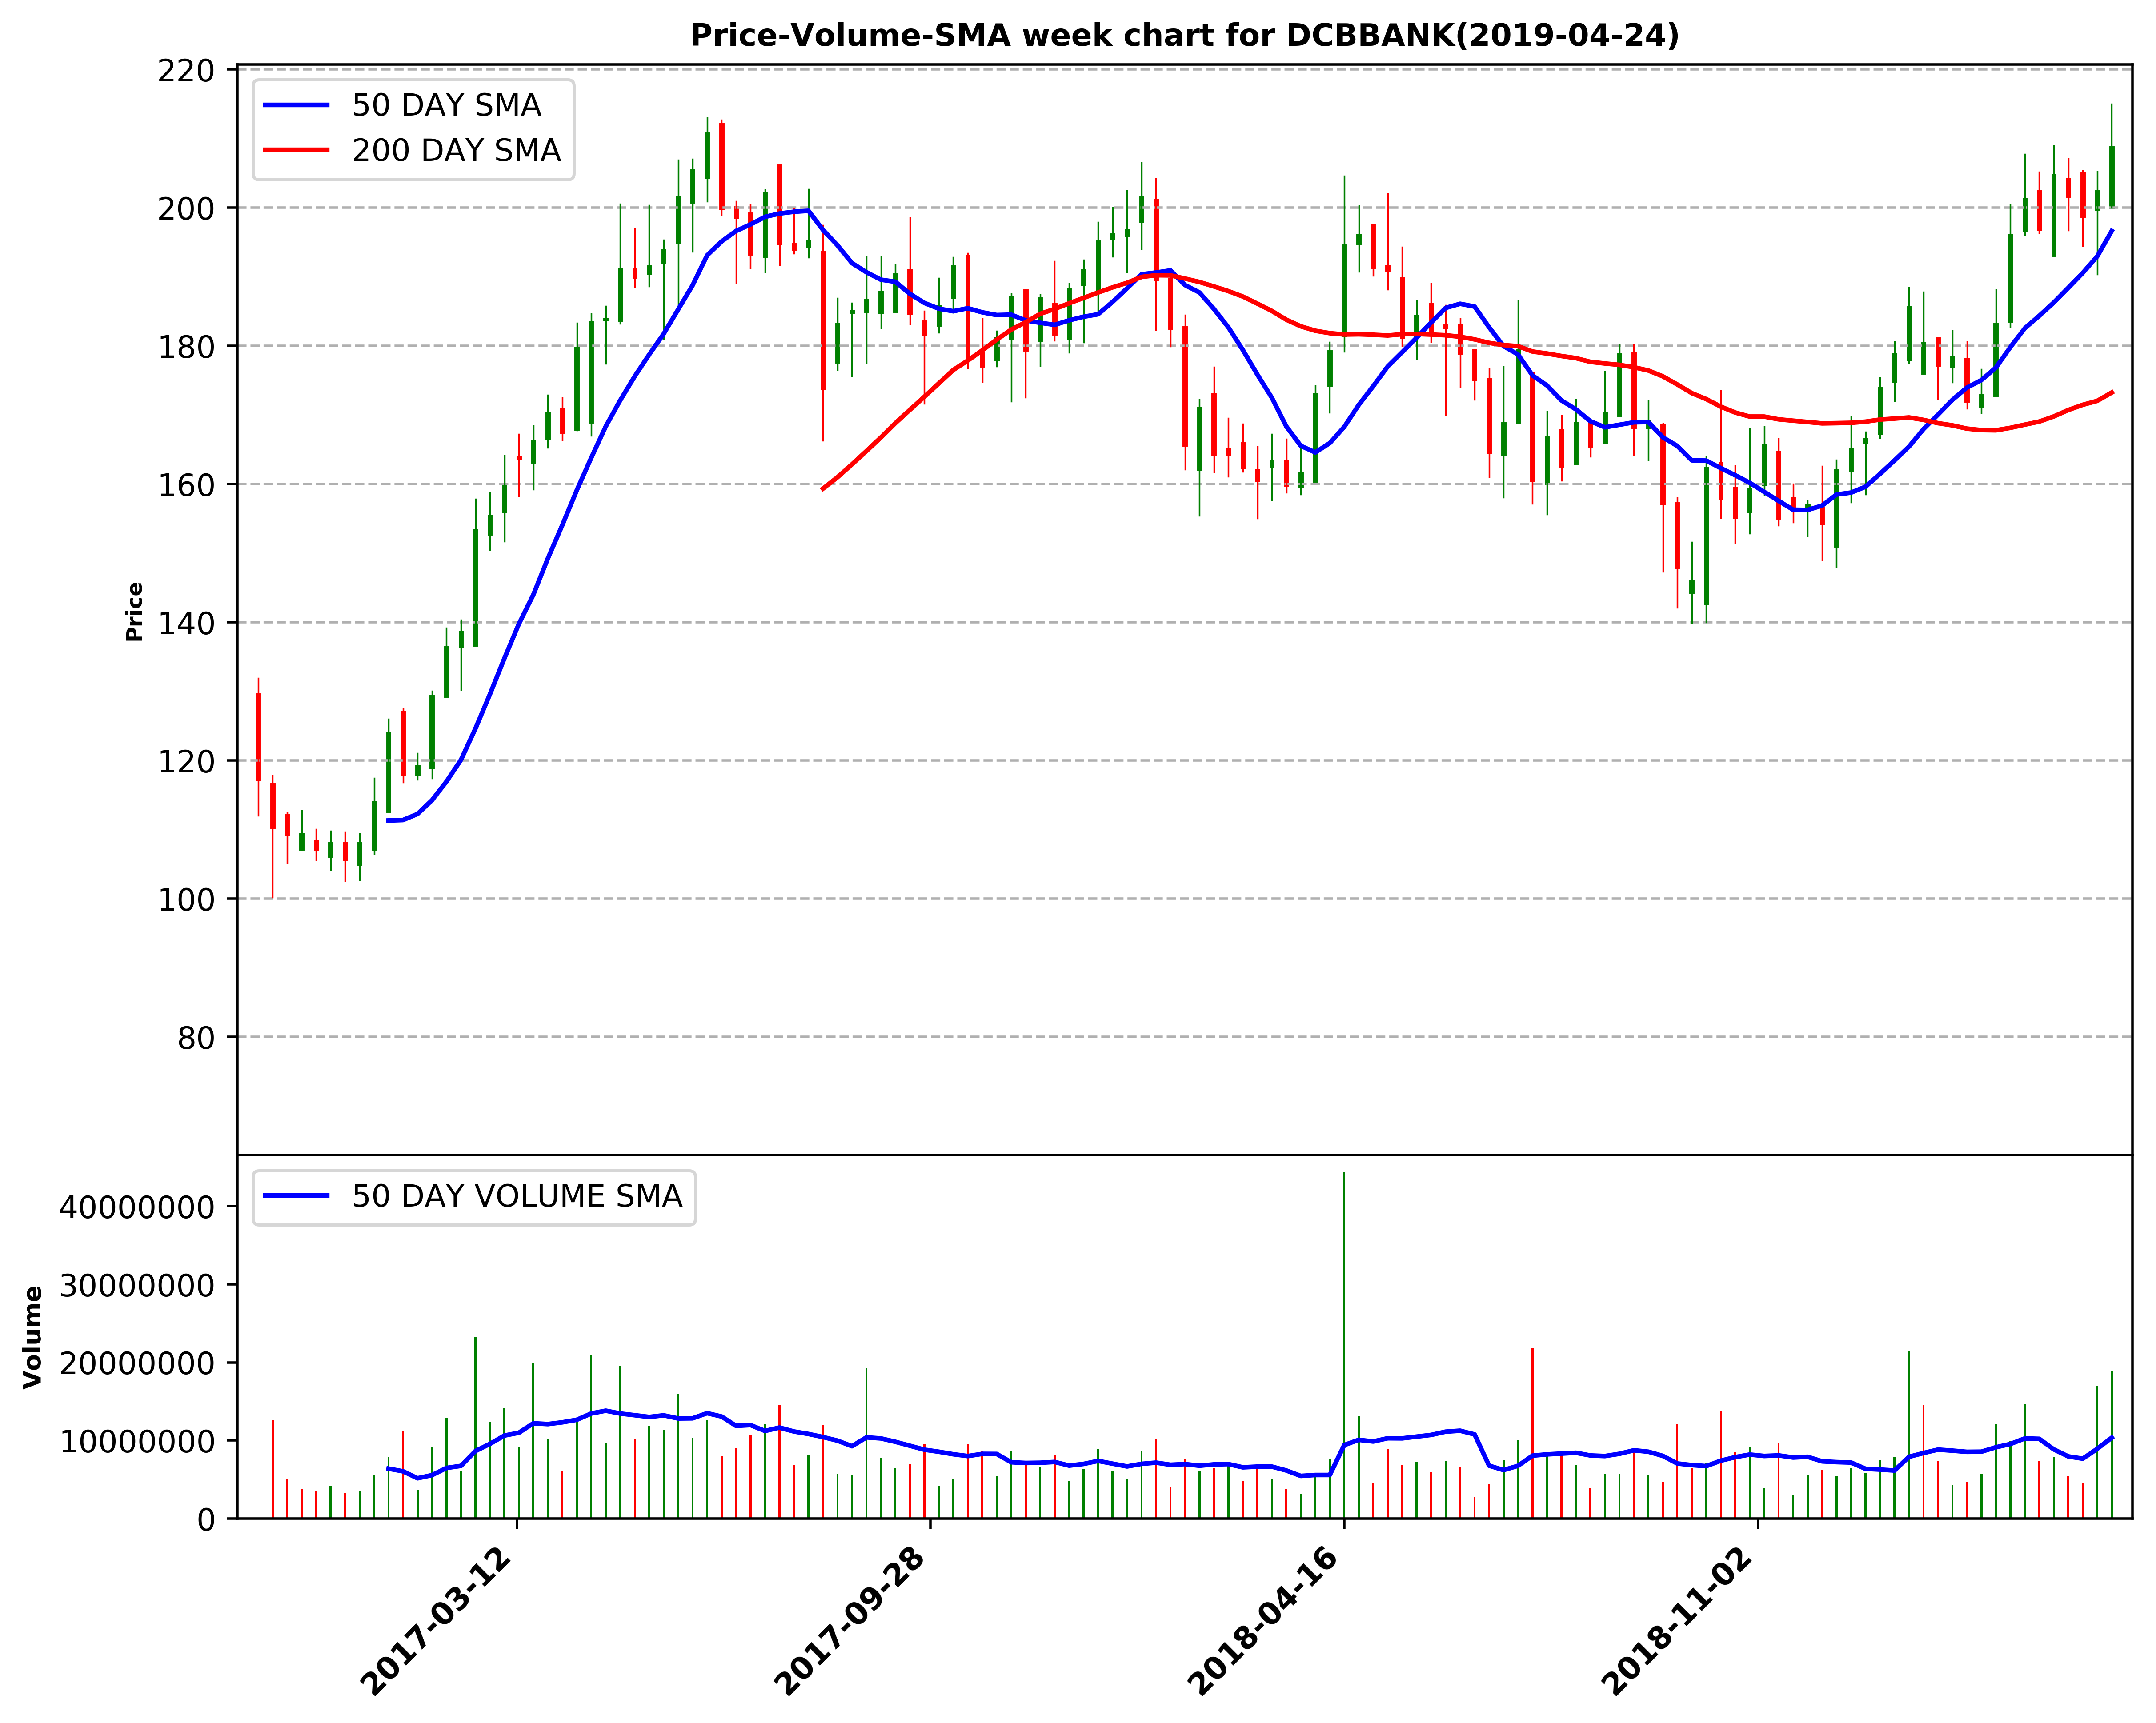 Price-Volume-SMA week chart for DCBBANK(2019-04-24)
50 DAY SMA
200 DAY SMA
220
200
180
160
140
120
100
80
Price
50 DAY VOLUME SMA
40000000
30000000
20000000
10000000
0
Volume
2017-03-12
2017-09-28
2018-04-16
2018-11-02